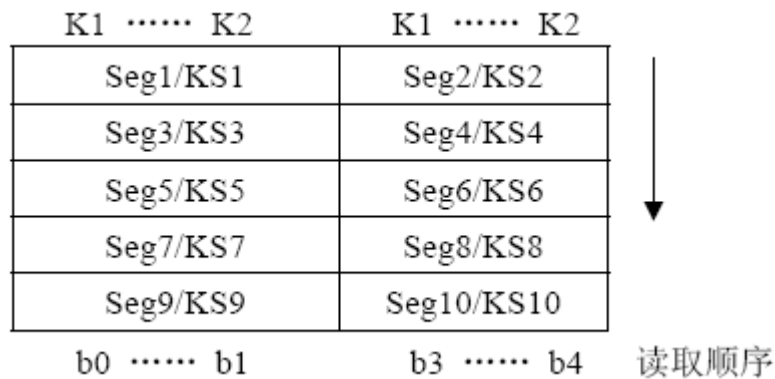 K1 ······ K2 K1 ······ K2
Seg1/KS1 Seg2/KS2
Seg3/KS3 Seg4/KS4
Seg5/KS5 Seg6/KS6
Seg7/KS7 Seg8/KS8
Seg9/KS9 Seg10/KS10
b0 ······ b1 b3 ······ b4 读取顺序